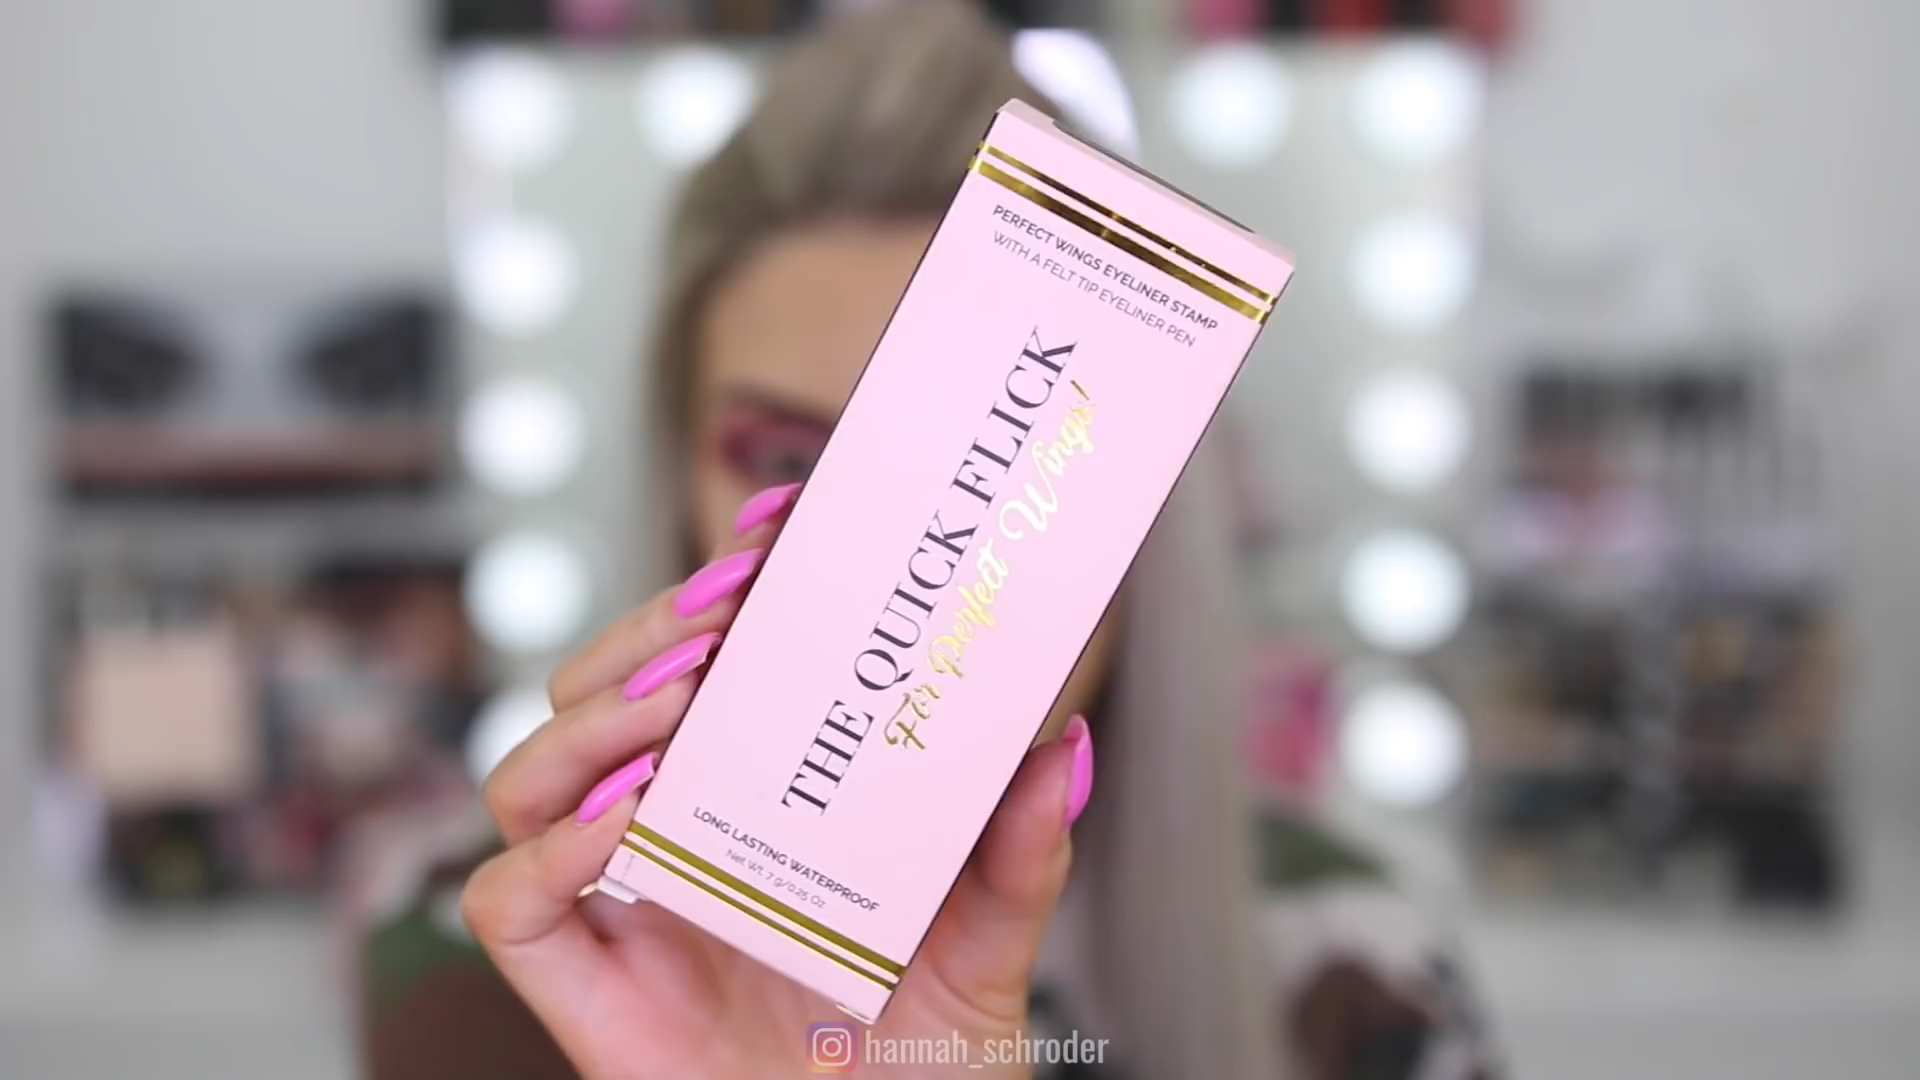 PERFECT WINGS EYELINER STAMP
WITH A FELT TIP EYELINER PEN
THE QUICK FLICK
For Perfect Wings!
LONG LASTING WATERPROOF
Net Wt. 7 g/0.25 Oz
hannah_schroder